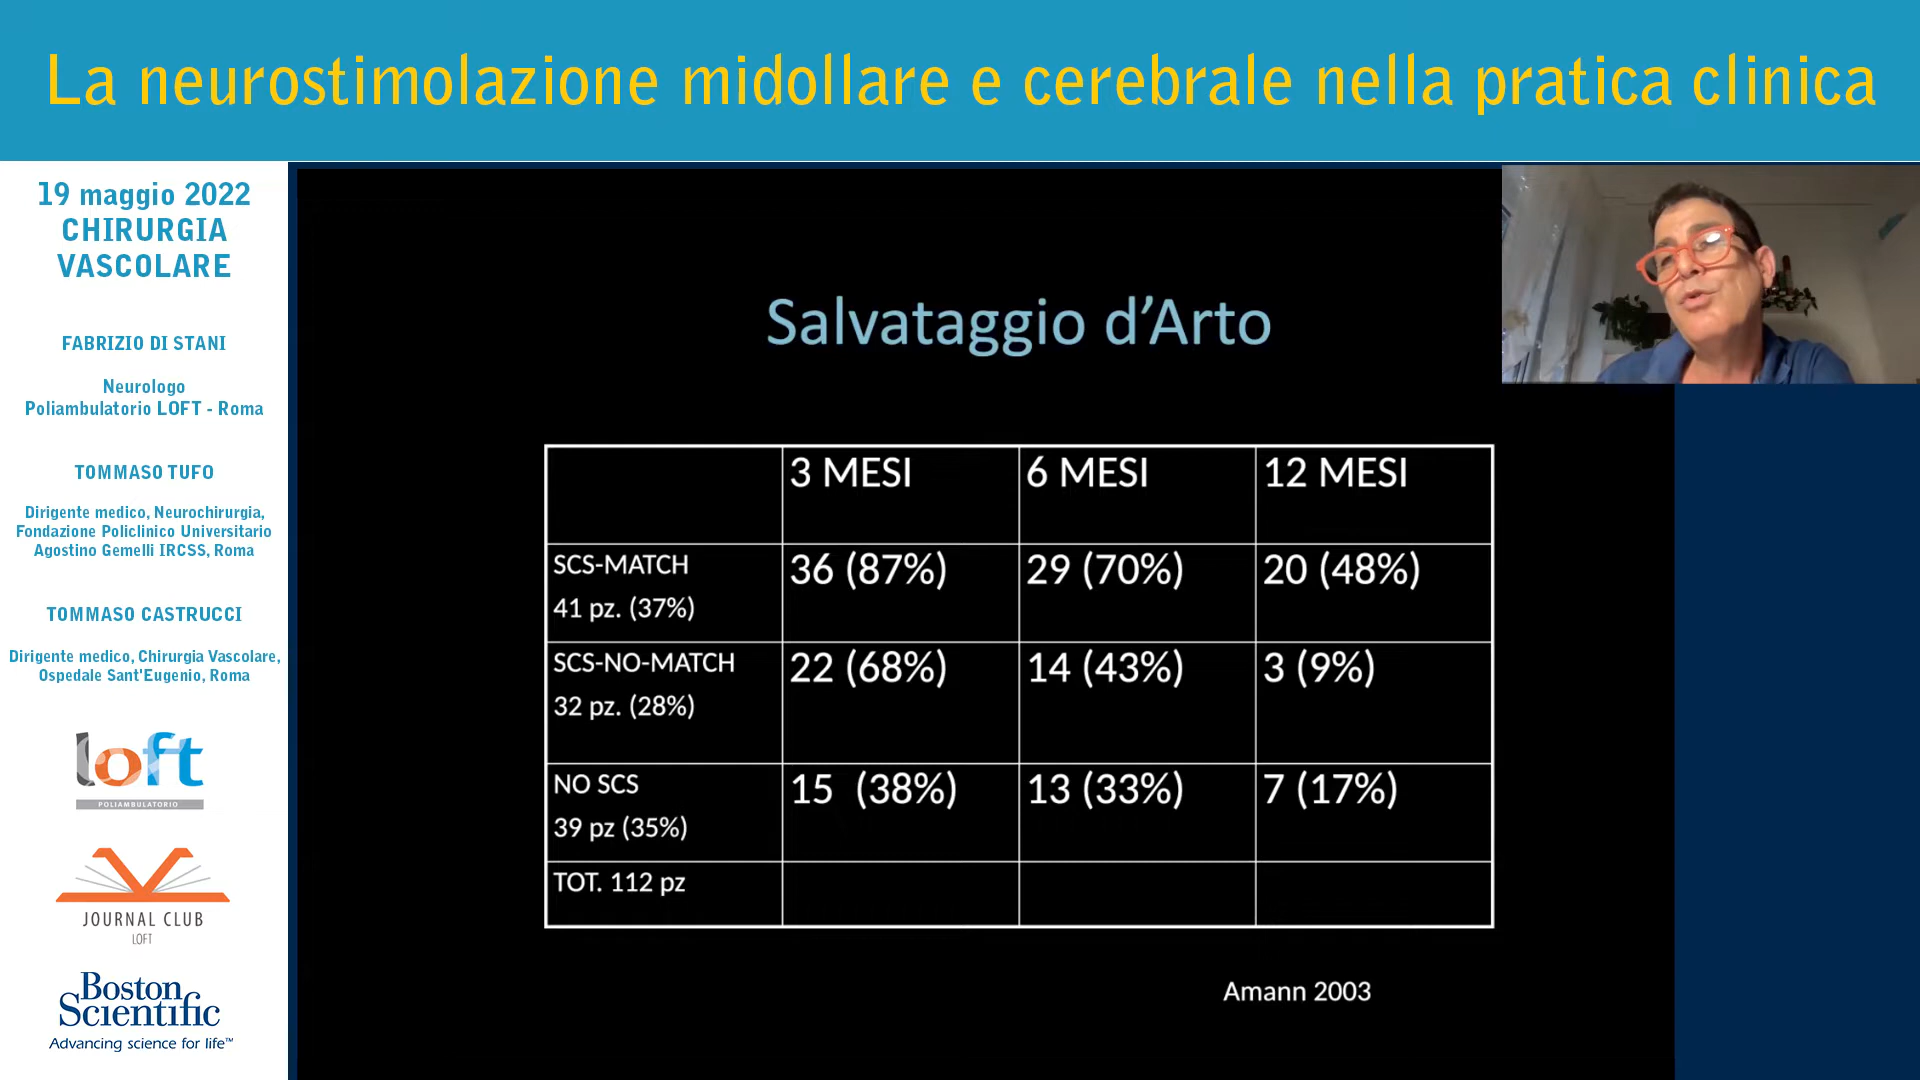 La neurostimolazione midollare e cerebrale nella pratica clinica
19 maggio 2022
CHIRURGIA
VASCOLARE
FABRIZIO DI STANI
Neurologo
Poliambulatorio LOFT - Roma
TOMMASO TUFO
Dirigente medico, Neurochirurgia,
Fondazione Policlinico Universitario
Agostino Gemelli IRCSS, Roma
TOMMASO CASTRUCCI
Dirigente medico, Chirurgia Vascolare,
Ospedale Sant'Eugenio, Roma
loft
POLIAMBULATORIO
JOURNAL CLUB
LOFT
Boston
Scientific
Advancing science for life™
Salvataggio d'Arto
3 MESI 6 MESI 12 MESI
SCS-MATCH 36 (87%) 29 (70%) 20 (48%)
41 pz. (37%)
SCS-NO-MATCH 22 (68%) 14 (43%) 3 (9%)
32 pz. (28%)
NO SCS 15 (38%) 13 (33%) 7 (17%)
39 pz (35%)
TOT. 112 pz
Amann 2003